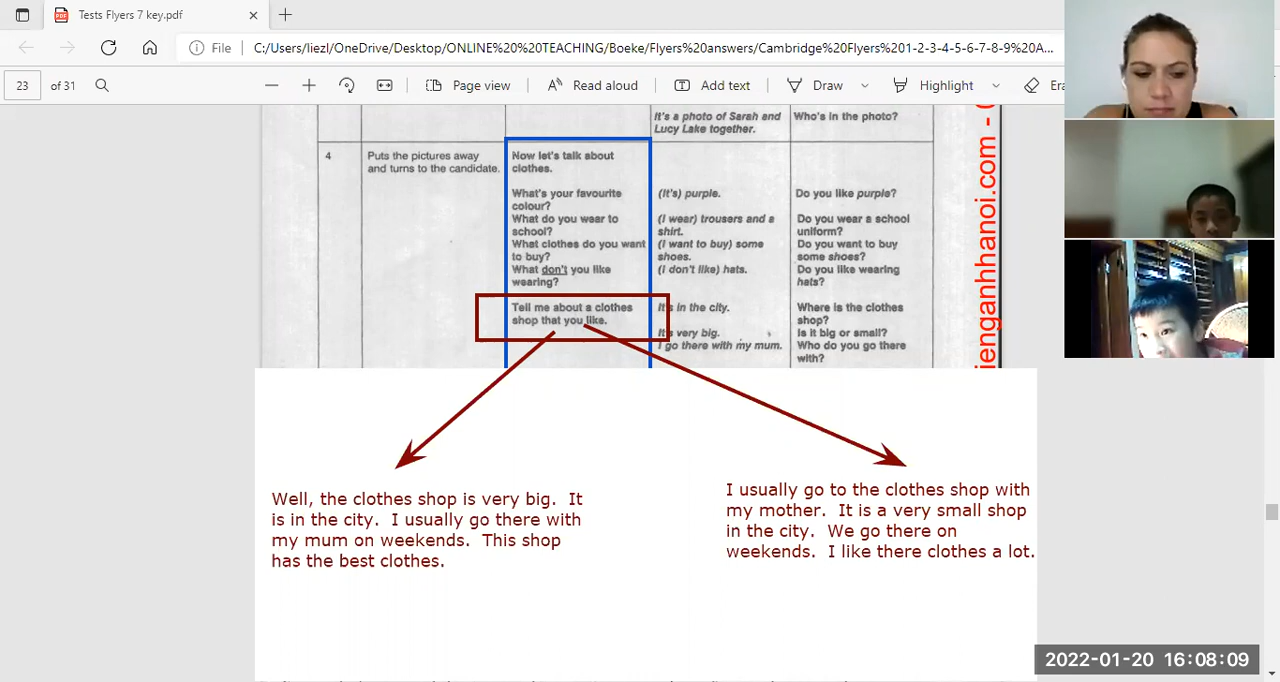 Tests Flyers 7 key.pdf
File
C:/Users/liezl/OneDrive/Desktop/ONLINE%20%20TEACHING/Boeke/Flyers%20answers/Cambridge%20Flyers%201-2-3-4-5-6-7-8-9%20A...
23 of 31
Page view
Read aloud
Add text
Draw
Highlight
Era
It's a photo of Sarah and
Lucy Lake together.
Who's in the photo?
4
Puts the pictures away
and turns to the candidate.
Now let's talk about
clothes.
What's your favourite
colour?
What do you wear to
school?
What clothes do you want
to buy?
What don't you like
wearing?
Tell me about a clothes
shop that you like.
(It's) purple.
(I wear) trousers and a
shirt.
(I want to buy) some
shoes.
(I don't like) hats.
It's in the city.
It's very big.
I go there with my mum.
Do you like purple?
Do you wear a school
uniform?
Do you want to buy
some shoes?
Do you like wearing
hats?
Where is the clothes
shop?
Is it big or small?
Who do you go there
with?
ienganhhanoi.com - (
Well, the clothes shop is very big. It
is in the city. I usually go there with
my mum on weekends. This shop
has the best clothes.
I usually go to the clothes shop with
my mother. It is a very small shop
in the city. We go there on
weekends. I like there clothes a lot.
2022-01-20 16:08:09